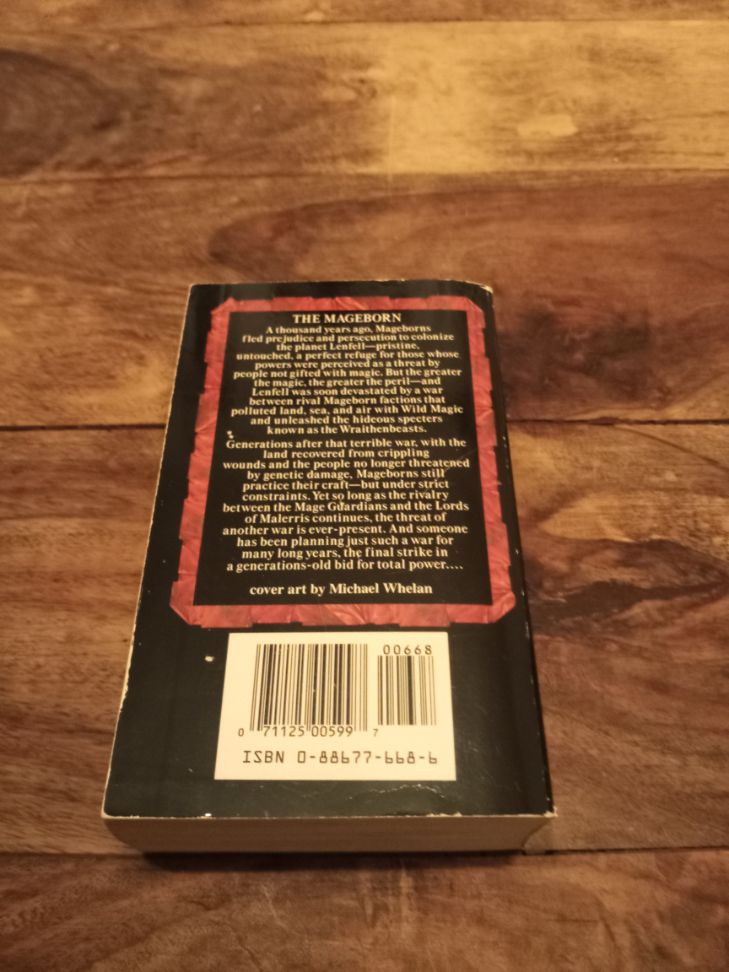 THE MAGEBORN
A thousand years ago, Mageborns
fled prejudice and persecution to colonize
the planet Lenfell—pristine,
untouched, a perfect refuge for those whose
powers were perceived as a threat by
people not gifted with magic. But the greater
the magic, the greater the peril—and
Lenfell was soon devastated by a war
between rival Mageborn factions that
polluted land, sea, and air with Wild Magic
and unleashed the hideous specters
known as the Wraithenbeasts.
Generations after that terrible war, with the
land recovered from crippling
wounds and the people no longer threatened
by genetic damage, Mageborns still
practice their craft—but under strict
constraints. Yet so long as the rivalry
between the Mage Guardians and the Lords
of Malerris continues, the threat of
another war is ever-present. And someone
has been planning just such a war for
many long years, the final strike in
a generations-old bid for total power....
cover art by Michael Whelan
00668
0 71125 00599 7
ISBN 0-88677-668-6